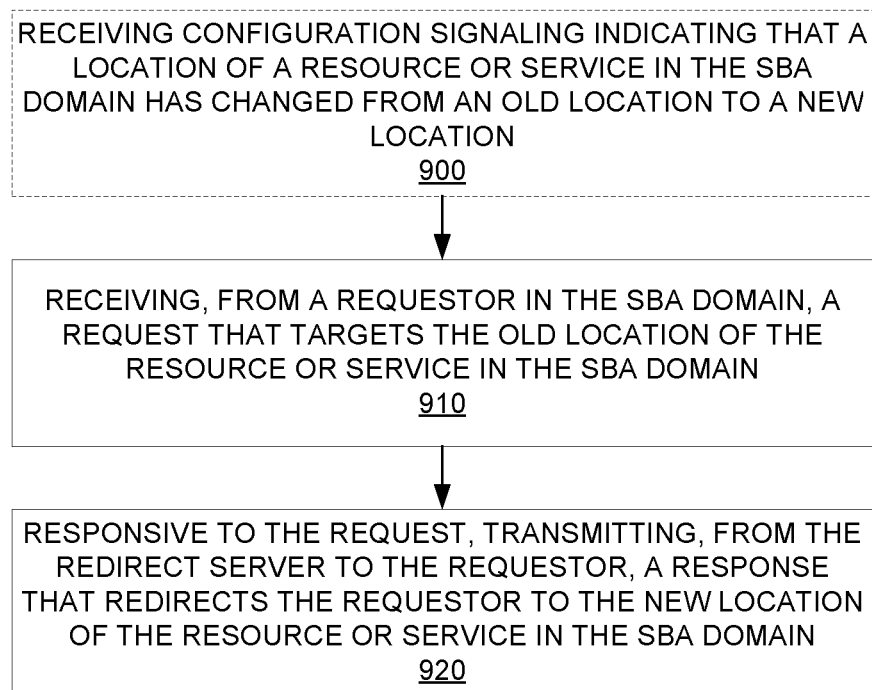 RECEIVING CONFIGURATION SIGNALING INDICATING THAT A
LOCATION OF A RESOURCE OR SERVICE IN THE SBA
DOMAIN HAS CHANGED FROM AN OLD LOCATION TO A NEW
LOCATION
900
RECEIVING, FROM A REQUESTOR IN THE SBA DOMAIN, A
REQUEST THAT TARGETS THE OLD LOCATION OF THE
RESOURCE OR SERVICE IN THE SBA DOMAIN
910
RESPONSIVE TO THE REQUEST, TRANSMITTING, FROM THE
REDIRECT SERVER TO THE REQUESTOR, A RESPONSE
THAT REDIRECTS THE REQUESTOR TO THE NEW LOCATION
OF THE RESOURCE OR SERVICE IN THE SBA DOMAIN
920